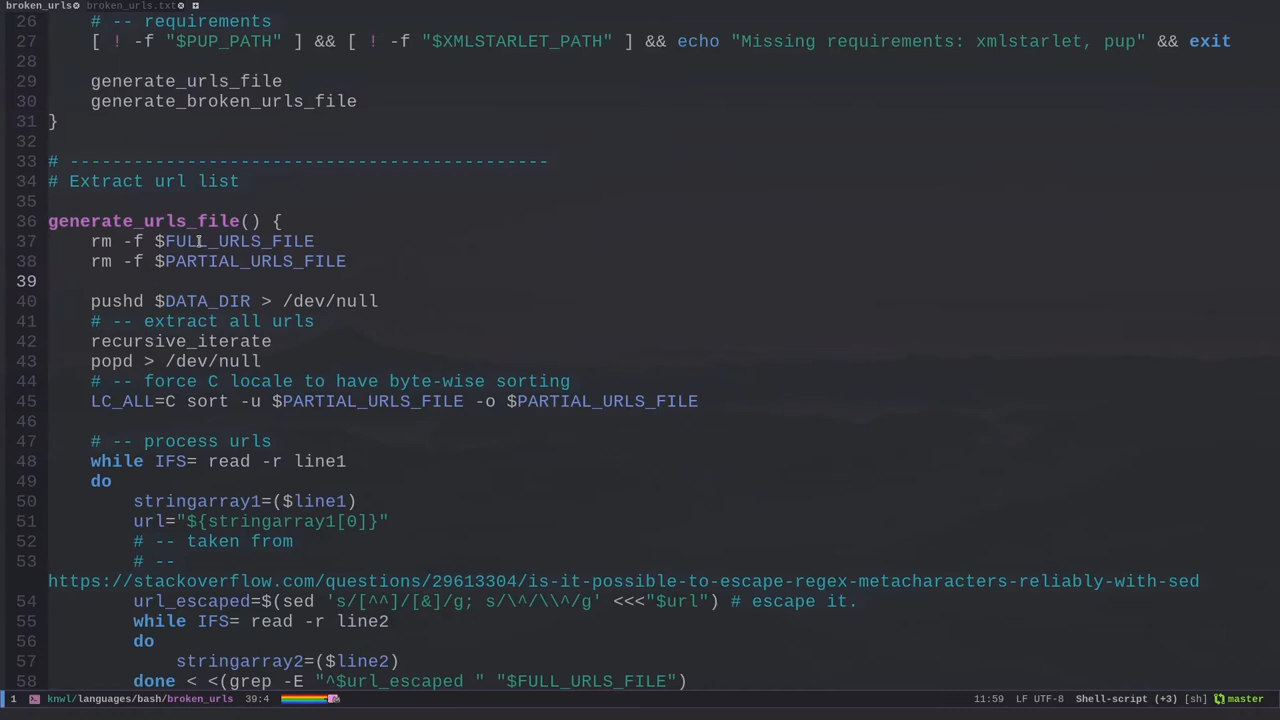 broken_urls broken_urls.txt
26 # -- requirements
27 [ ! -f "$PUP_PATH" ] && [ ! -f "$XMLSTARLET_PATH" ] && echo "Missing requirements: xmlstarlet, pup" && exit
28
29 generate_urls_file
30 generate_broken_urls_file
31 }
32
33 # ---------------------------------------------
34 # Extract url list
35
36 generate_urls_file() {
37 rm -f $FULL_URLS_FILE
38 rm -f $PARTIAL_URLS_FILE
39
40 pushd $DATA_DIR > /dev/null
41 # -- extract all urls
42 recursive_iterate
43 popd > /dev/null
44 # -- force C locale to have byte-wise sorting
45 LC_ALL=C sort -u $PARTIAL_URLS_FILE -o $PARTIAL_URLS_FILE
46
47 # -- process urls
48 while IFS= read -r line1
49 do
50 stringarray1=($line1)
51 url="${stringarray1[0]}"
52 # -- taken from
53 # --
https://stackoverflow.com/questions/29613304/is-it-possible-to-escape-regex-metacharacters-reliably-with-sed
54 url_escaped=$(sed 's/[^^]/[&]/g; s/\^/\\^/g' <<<"$url") # escape it.
55 while IFS= read -r line2
56 do
57 stringarray2=($line2)
58 done < <(grep -E "^$url_escaped " "$FULL_URLS_FILE")
1 knwl/languages/bash/broken_urls 39:4 11:59 LF UTF-8 Shell-script (+3) [sh] master